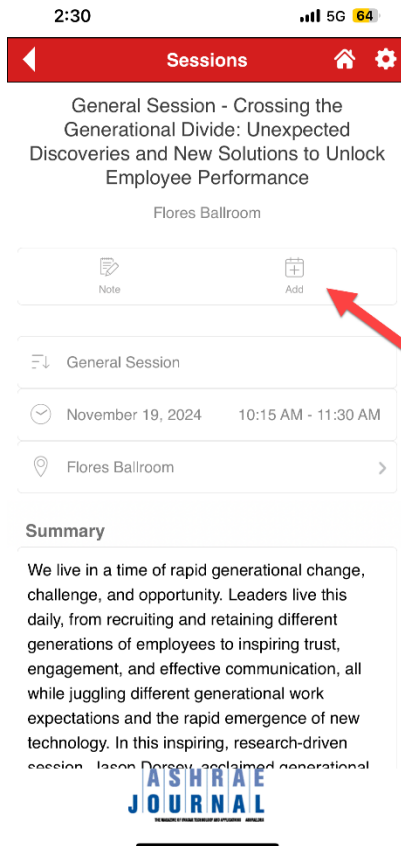 2:30 5G 64
Sessions
General Session - Crossing the
Generational Divide: Unexpected
Discoveries and New Solutions to Unlock
Employee Performance
Flores Ballroom
Note Add
General Session
November 19, 2024 10:15 AM - 11:30 AM
Flores Ballroom
Summary
We live in a time of rapid generational change,
challenge, and opportunity. Leaders live this
daily, from recruiting and retaining different
generations of employees to inspiring trust,
engagement, and effective communication, all
while juggling different generational work
expectations and the rapid emergence of new
technology. In this inspiring, research-driven
session, Jason Dorsey, acclaimed generational
ASHRAE
JOURNAL